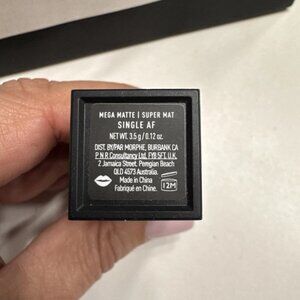 MEGA MATTE | SUPER MAT
SINGLE AF
NET WT. 3.5 g / 0.12 oz.
DIST. BY/PAR MORPHE, BURBANK CA
P N R Consultancy Ltd, FY8 5FT. U.K.
2 Jamaica Street. Peregian Beach
QLD 4573 Australia.
Made in China
Fabriqué en Chine.
12M